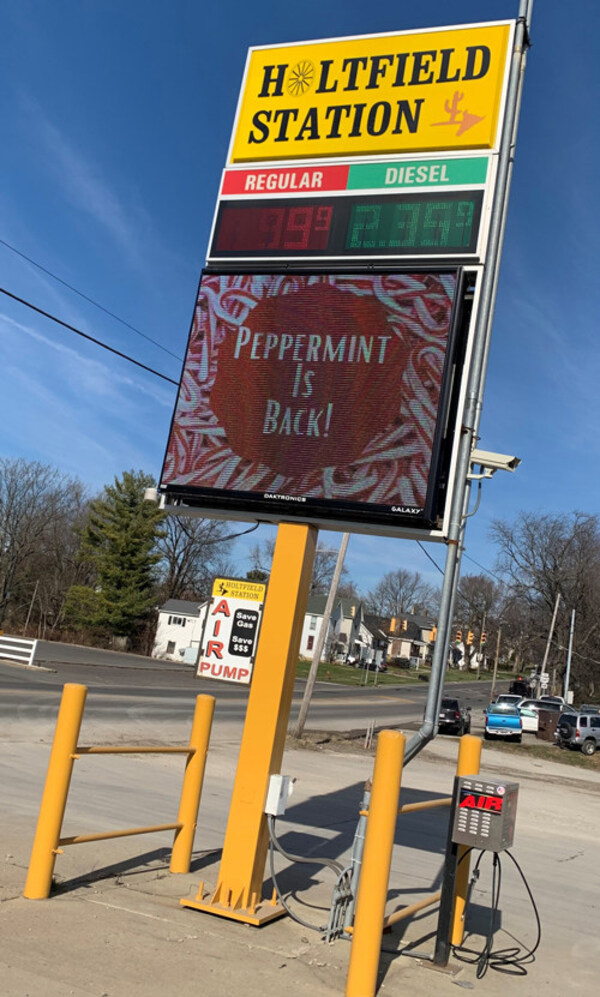 HOLTFIELD
STATION
REGULAR DIESEL
PEPPERMINT
IS
BACK!
DAKTRONICS
GALAXY
HOLTFIELD
STATION
AIR
Save
Gas
Save
$$$
PUMP
AIR